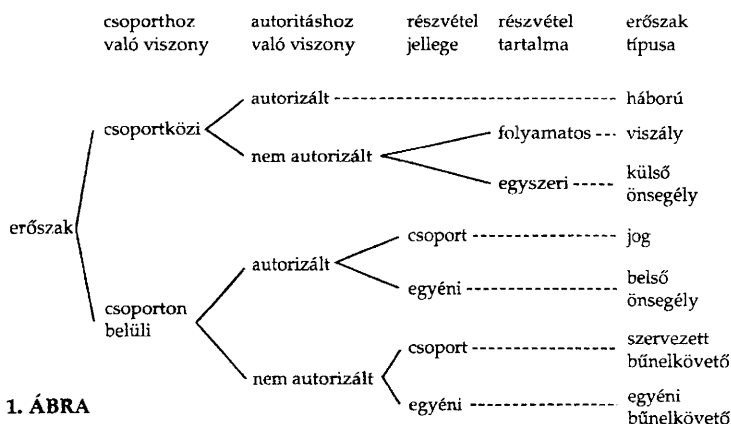 csoporthoz autoritáshoz részvétel részvétel erőszak
való viszony való viszony jellege tartalma típusa
autorizált háború
csoportközi folyamatos viszály
nem autorizált
egyszeri külső
önsegély
erőszak
csoport jog
autorizált
egyéni belső
önsegély
csoporton
belüli
csoport szervezett
bűnelkövető
nem autorizált
egyéni egyéni
bűnelkövető
1. ÁBRA